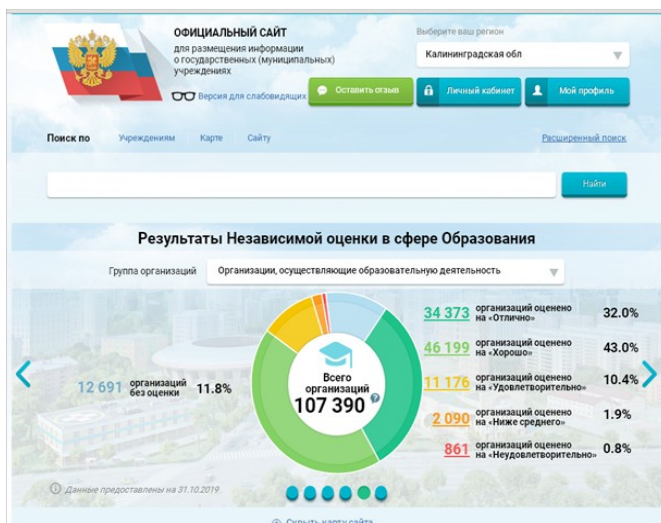 ОФИЦИАЛЬНЫЙ САЙТ
для размещения информации
о государственных (муниципальных)
учреждениях
Версия для слабовидящих
Выберите ваш регион
Калининградская обл
Оставить отзыв
Личный кабинет
Мой профиль
Поиск по
Учреждениям
Карте
Сайту
Расширенный поиск
Найти
Результаты Независимой оценки в сфере Образования
Группа организаций
Организации, осуществляющие образовательную деятельность
12 691 организаций без оценки 11.8%
Всего
организаций
107 390 ?
34 373 организаций оценено на «Отлично» 32.0%
46 199 организаций оценено на «Хорошо» 43.0%
11 176 организаций оценено на «Удовлетворительно» 10.4%
2 090 организаций оценено на «Ниже среднего» 1.9%
861 организаций оценено на «Неудовлетворительно» 0.8%
Данные предоставлены на 31.10.2019
Скрыть карту сайта